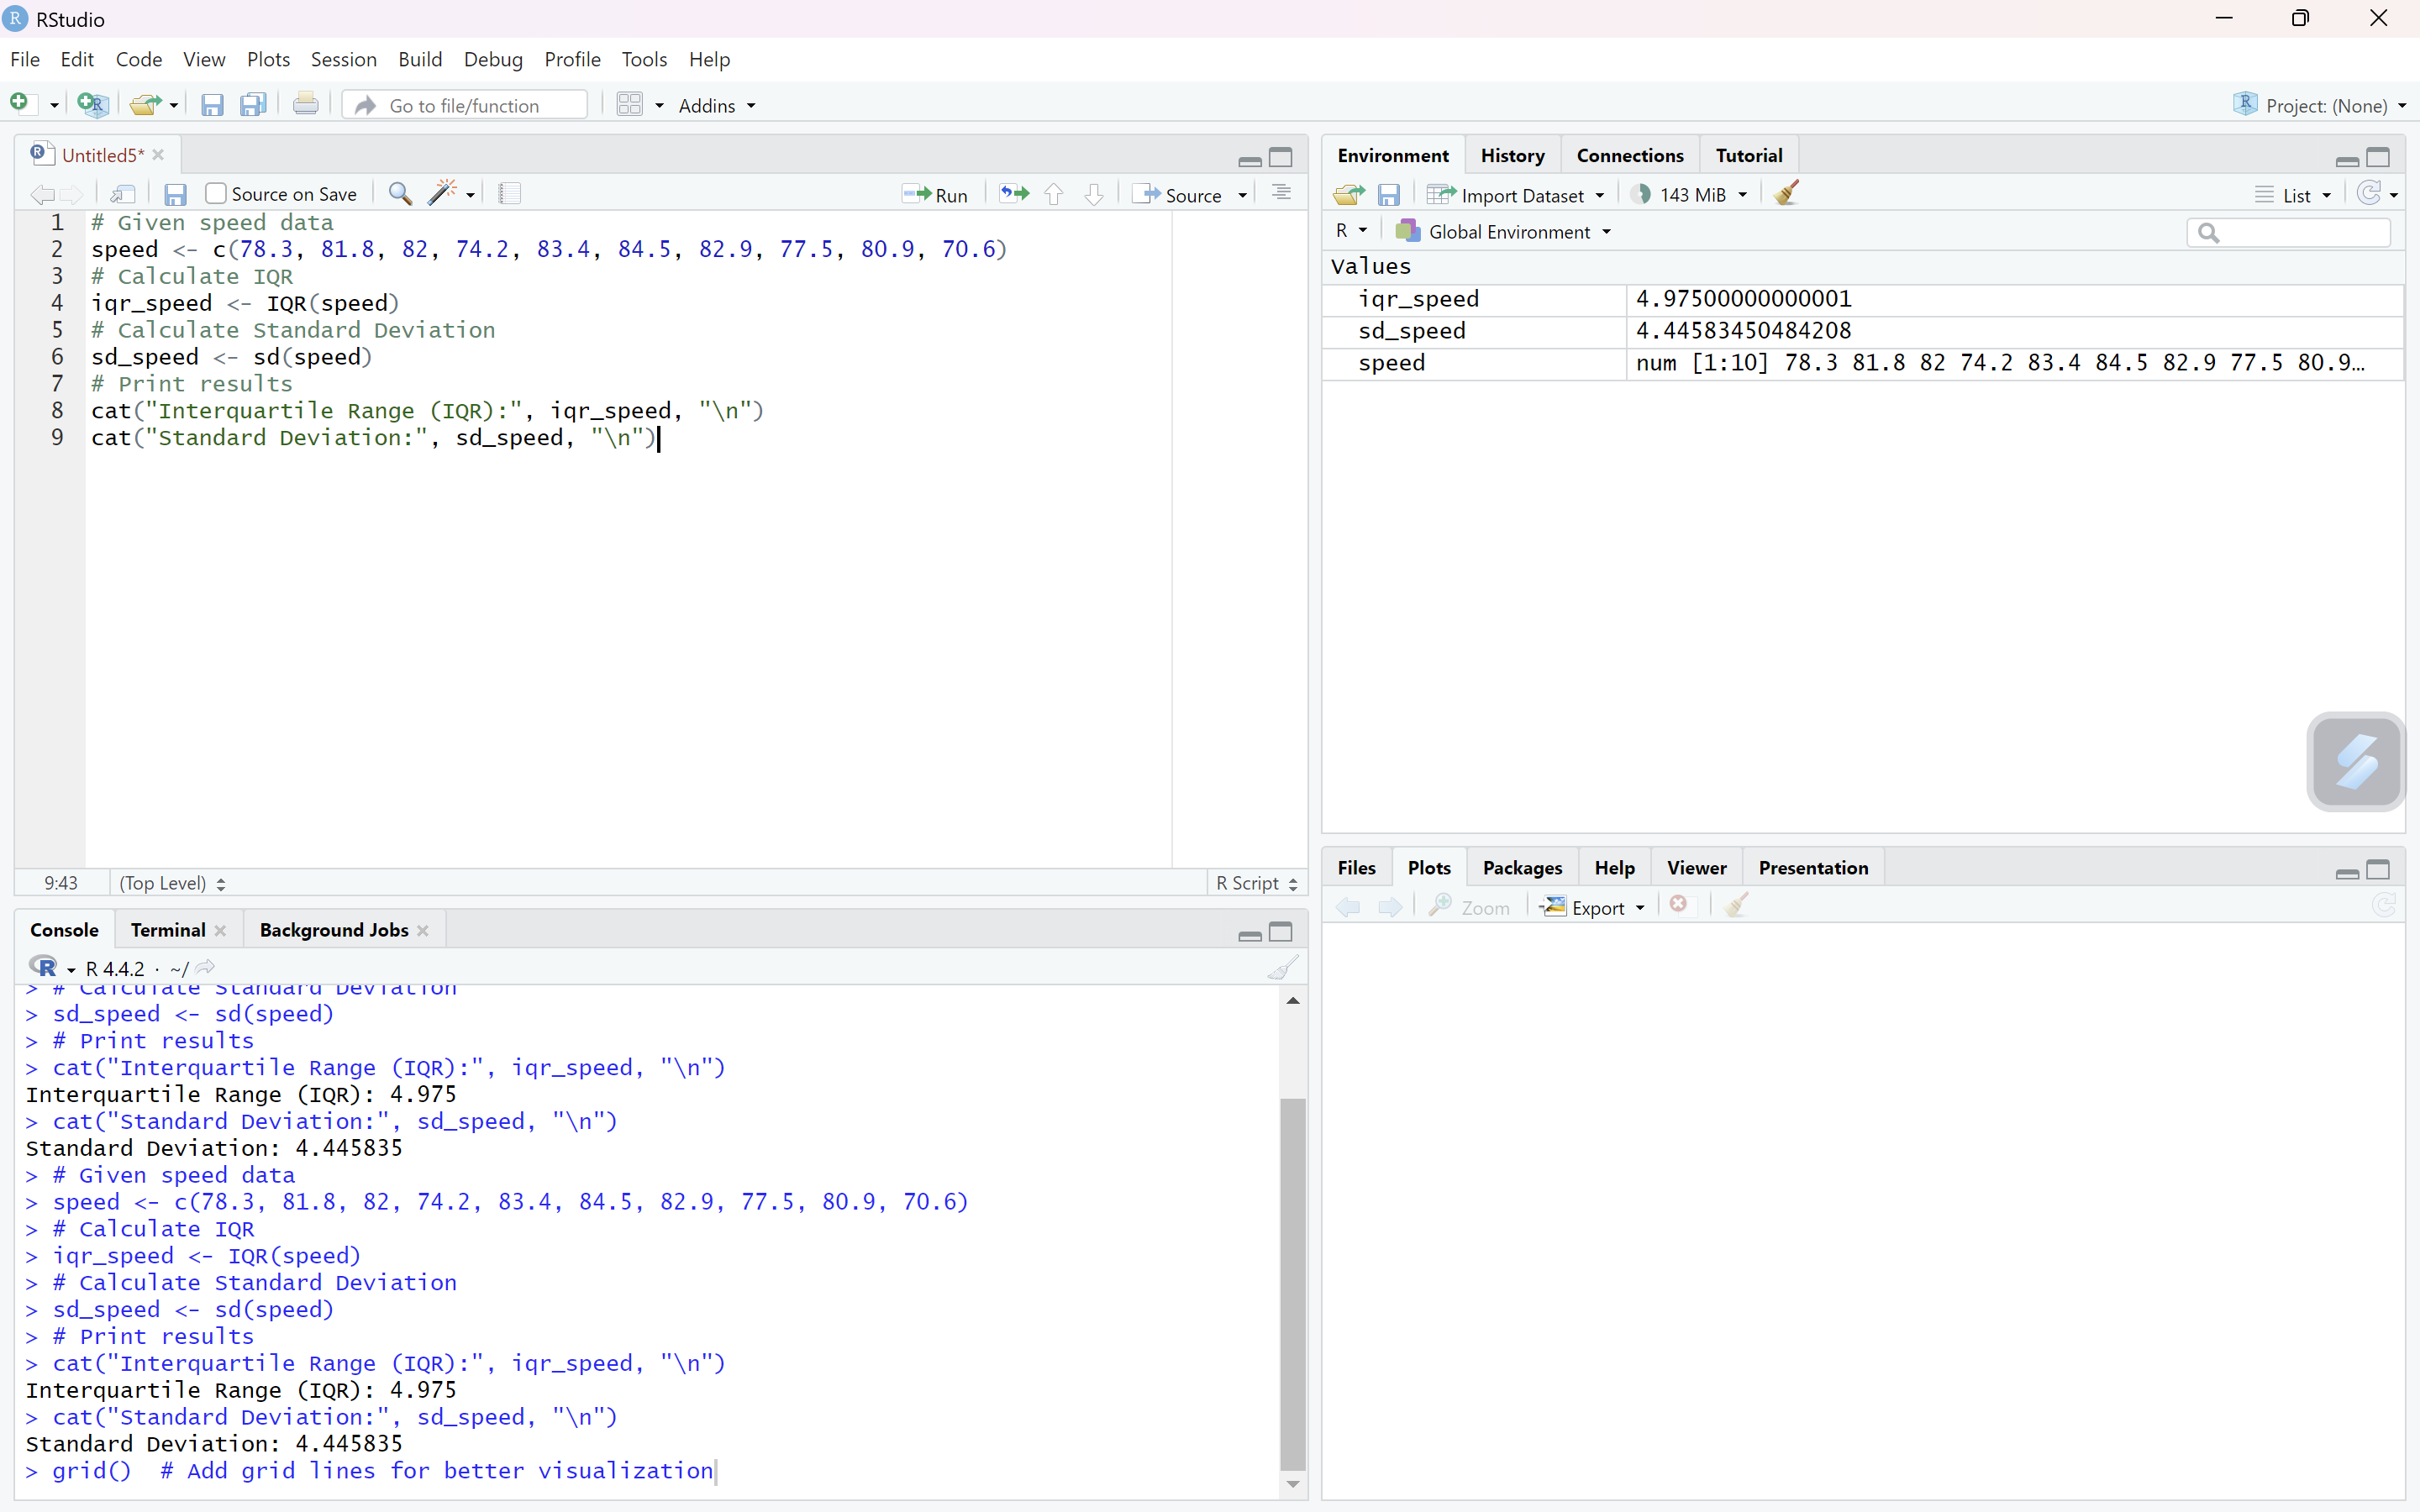 RStudio
File Edit Code View Plots Session Build Debug Profile Tools Help
Go to file/function Addins Project: (None)
Untitled5*
Source on Save Run Source
1 # Given speed data
2 speed <- c(78.3, 81.8, 82, 74.2, 83.4, 84.5, 82.9, 77.5, 80.9, 70.6)
3 # Calculate IQR
4 iqr_speed <- IQR(speed)
5 # Calculate Standard Deviation
6 sd_speed <- sd(speed)
7 # Print results
8 cat("Interquartile Range (IQR):", iqr_speed, "\n")
9 cat("Standard Deviation:", sd_speed, "\n")
9:43 (Top Level) R Script
Console Terminal Background Jobs
R 4.4.2 · ~/
> # Calculate Standard Deviation
> sd_speed <- sd(speed)
> # Print results
> cat("Interquartile Range (IQR):", iqr_speed, "\n")
Interquartile Range (IQR): 4.975
> cat("Standard Deviation:", sd_speed, "\n")
Standard Deviation: 4.445835
> # Given speed data
> speed <- c(78.3, 81.8, 82, 74.2, 83.4, 84.5, 82.9, 77.5, 80.9, 70.6)
> # Calculate IQR
> iqr_speed <- IQR(speed)
> # Calculate Standard Deviation
> sd_speed <- sd(speed)
> # Print results
> cat("Interquartile Range (IQR):", iqr_speed, "\n")
Interquartile Range (IQR): 4.975
> cat("Standard Deviation:", sd_speed, "\n")
Standard Deviation: 4.445835
> grid()  # Add grid lines for better visualization
Environment History Connections Tutorial
Import Dataset 143 MiB List
R Global Environment
Values
iqr_speed 4.97500000000001
sd_speed 4.44583450484208
speed num [1:10] 78.3 81.8 82 74.2 83.4 84.5 82.9 77.5 80.9…
Files Plots Packages Help Viewer Presentation
Zoom Export